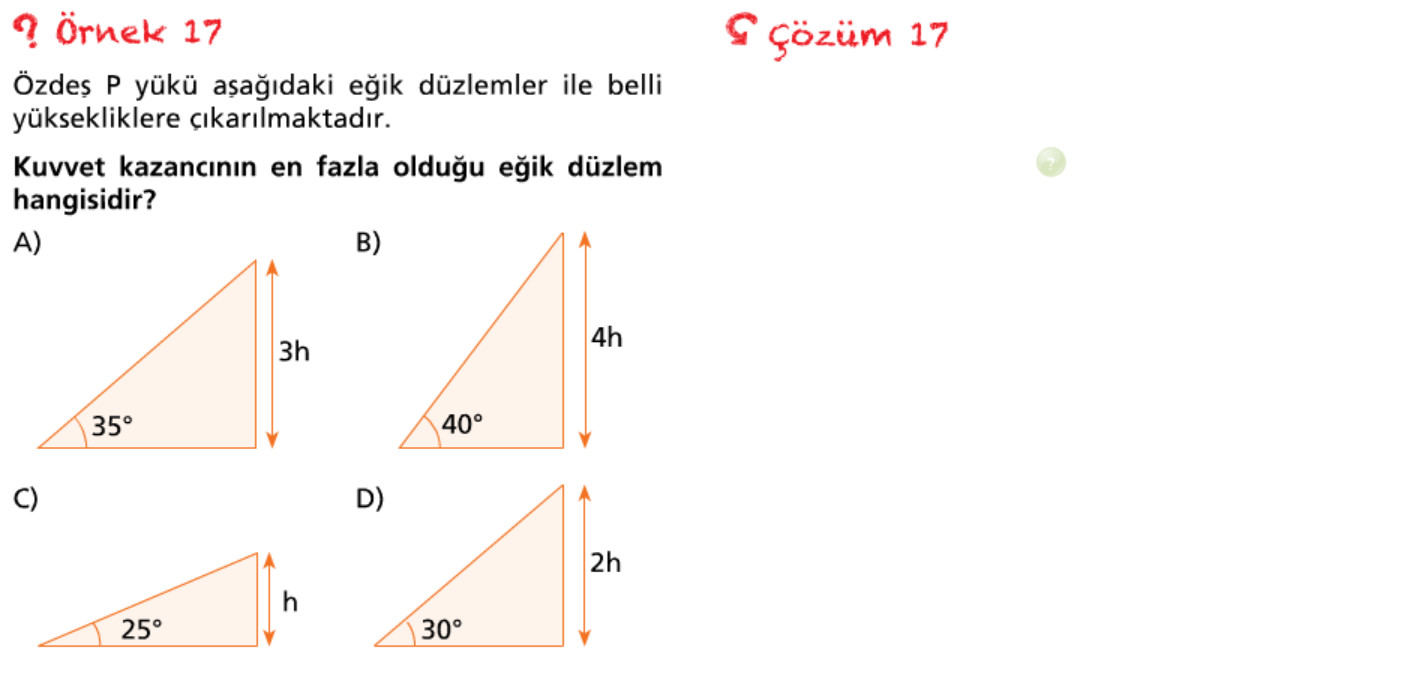 ? Örnek 17
Özdeş P yükü aşağıdaki eğik düzlemler ile belli
yüksekliklere çıkarılmaktadır.
Kuvvet kazancının en fazla olduğu eğik düzlem
hangisidir?
A)
3h
35°
B)
4h
40°
C)
h
25°
D)
2h
30°
Çözüm 17
?